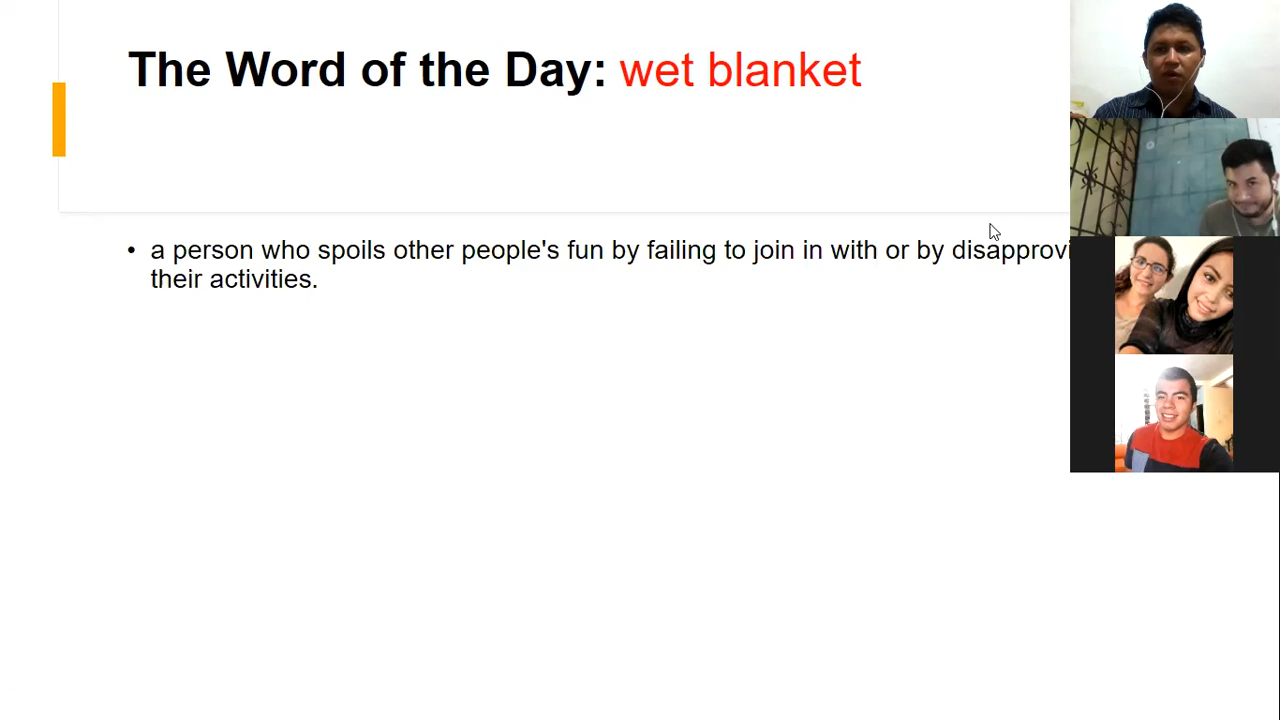 The Word of the Day: wet blanket
• a person who spoils other people's fun by failing to join in with or by disapprovi
their activities.